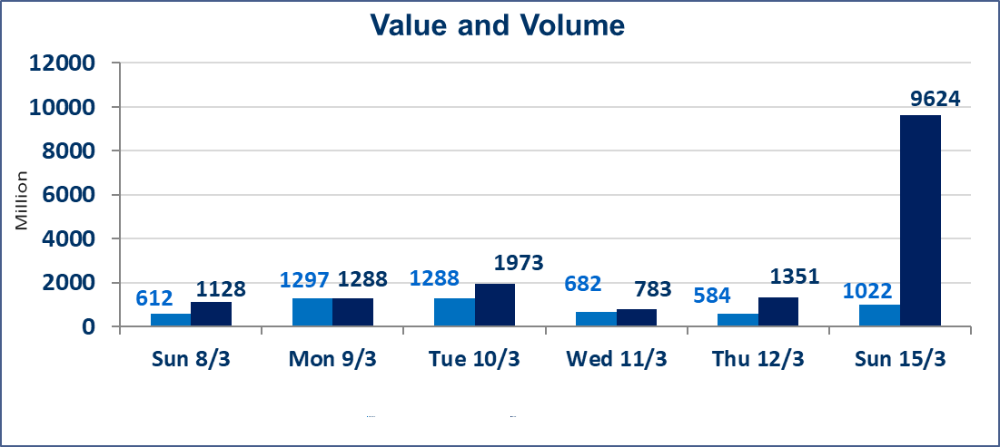 Value and Volume
12000
10000
8000
6000
4000
2000
0
Million
612
1128
1297
1288
1288
1973
682
783
584
1351
1022
9624
Sun 8/3
Mon 9/3
Tue 10/3
Wed 11/3
Thu 12/3
Sun 15/3